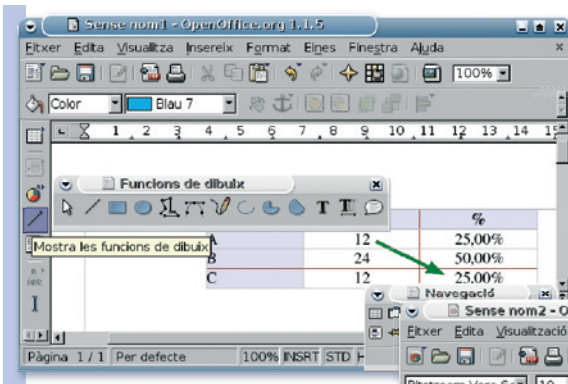 Sense nom1 - OpenOffice.org 1.1.5
Fitxer Edita Visualitza Insereix Format Eines Finestra Ajuda
100%
Color Blau 7
1 2 3 4 5 6 7 8 9 10 11 12 13 14 15
Funcions de dibuix
T T
%
Mostra les funcions de dibuix
A 12 25,00%
B 24 50,00%
C 12 25,00%
Navegació
Sense nom2 - O
Fitxer Edita Visualització
Pàgina 1 / 1 Per defecte 100% INSRT STD
10